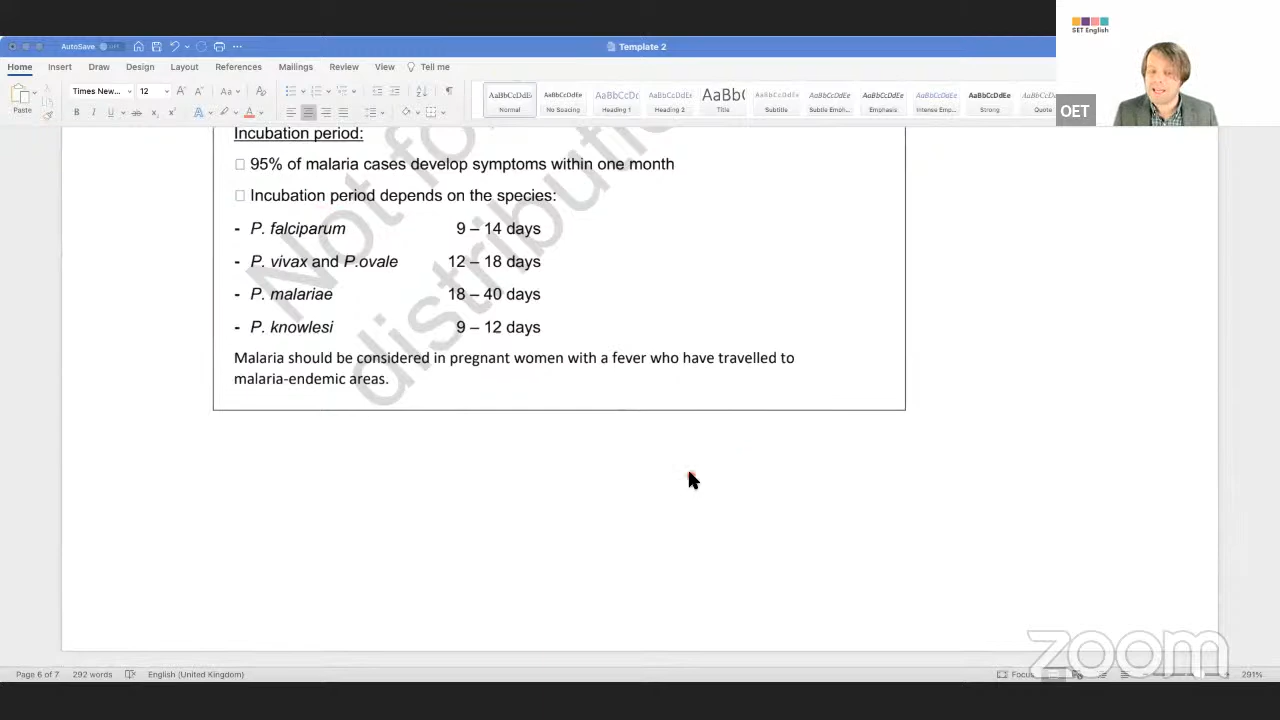 SET English
AutoSave OFF
Template 2
Home Insert Draw Design Layout References Mailings Review View Tell me
Paste
Times New... 12
AaBbCcDdEe AaBbCcDdEe AaBbCcDc AaBbCcDdEe AaBbC AaBbCcDdEe AaBbCcDdEe AaBbCcDdEe AaBbCcDdEe AaBbCcDdEe
Normal No Spacing Heading 1 Heading 2 Title Subtitle Subtle Emph... Emphasis Intense Emp... Strong Quote
OET
Incubation period:
95% of malaria cases develop symptoms within one month
Incubation period depends on the species:
- P. falciparum 9 – 14 days
- P. vivax and P.ovale 12 – 18 days
- P. malariae 18 – 40 days
- P. knowlesi 9 – 12 days
Malaria should be considered in pregnant women with a fever who have travelled to
malaria-endemic areas.
Not for
distribution
zoom
Page 6 of 7 292 words English (United Kingdom) Focus 291%